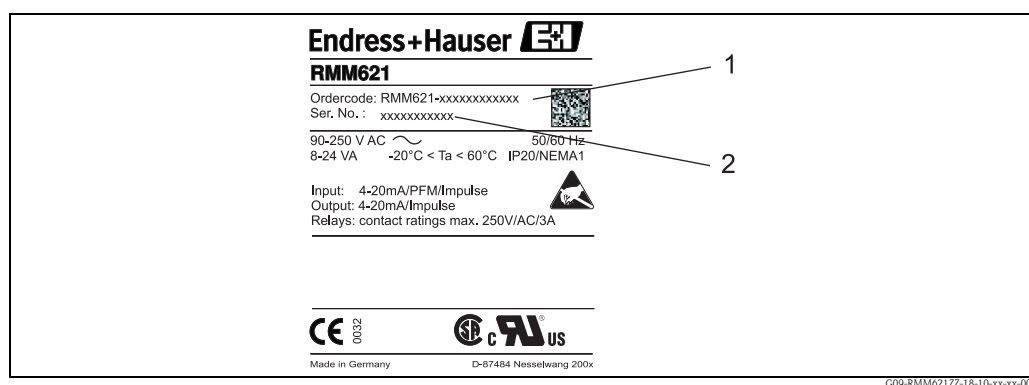 Endress+Hauser E+H
RMM621
1
Ordercode: RMM621-xxxxxxxxxxxx
Ser. No. : xxxxxxxxxxx
90-250 V AC 50/60 Hz
8-24 VA -20°C < Ta < 60°C IP20/NEMA1
2
Input: 4-20mA/PFM/Impulse
Output: 4-20mA/Impulse
Relays: contact ratings max. 250V/AC/3A
CE 0032 SA c RU ® US
Made in Germany D-87484 Nesselwang 200x